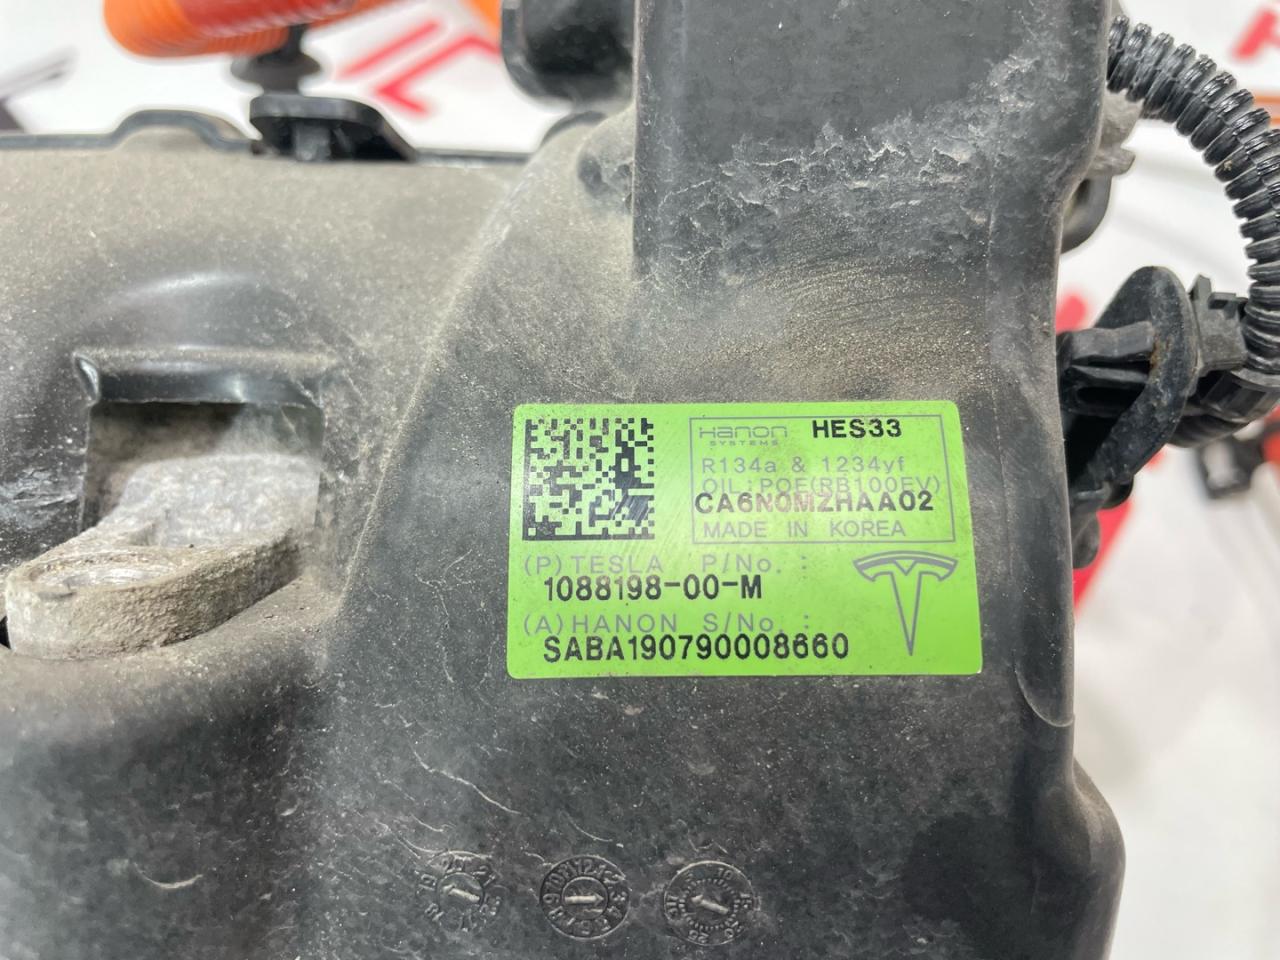 Hanon
SYSTEMS
HES33
R134a & 1234yf
OIL:POE(RB100EV)
CA6N0MZHAA02
MADE IN KOREA
(P) TESLA P/No. :
1088198-00-M
(A) HANON S/No. :
SABA190790008660